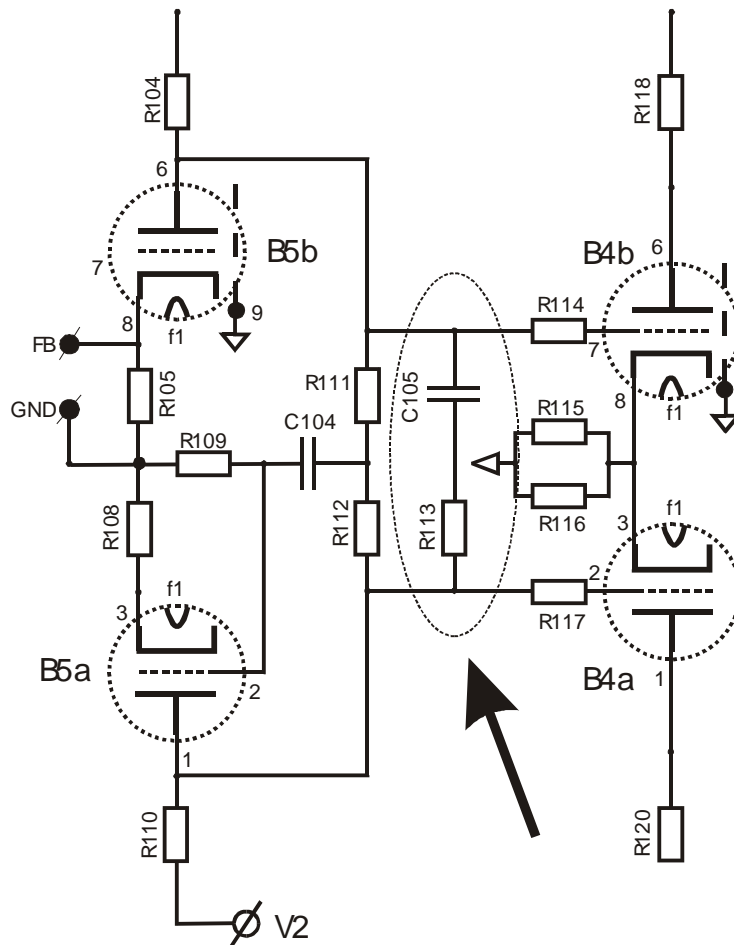 R104
R118
6
B5b
7
8
f1
9
FB
GND
R105
R109
C104
R111
C105
R114
R115
R116
B4b
6
7
8
f1
R108
R112
R113
f1
3
B5a
2
1
f1
3
2
R117
B4a
1
R110
R120
V2